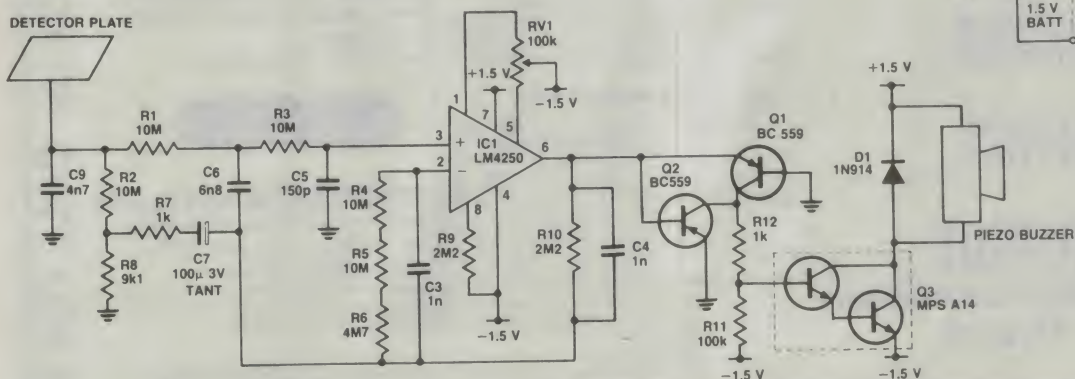 DETECTOR PLATE
1.5 V
BATT
RV1
100k
+1.5 V
-1.5 V
+1.5 V
R1
10M
R3
10M
1
7
5
3
+
IC1
LM4250
6
2
-
8
4
Q1
BC 559
Q2
BC559
D1
1N914
PIEZO BUZZER
C9
4n7
R2
10M
C6
6n8
C5
150p
R4
10M
R7
1k
R9
2M2
R10
2M2
C4
1n
R12
1k
R8
9k1
C7
100μ 3V
TANT
R5
10M
C3
1n
R6
4M7
-1.5 V
R11
100k
-1.5 V
Q3
MPS A14
-1.5 V